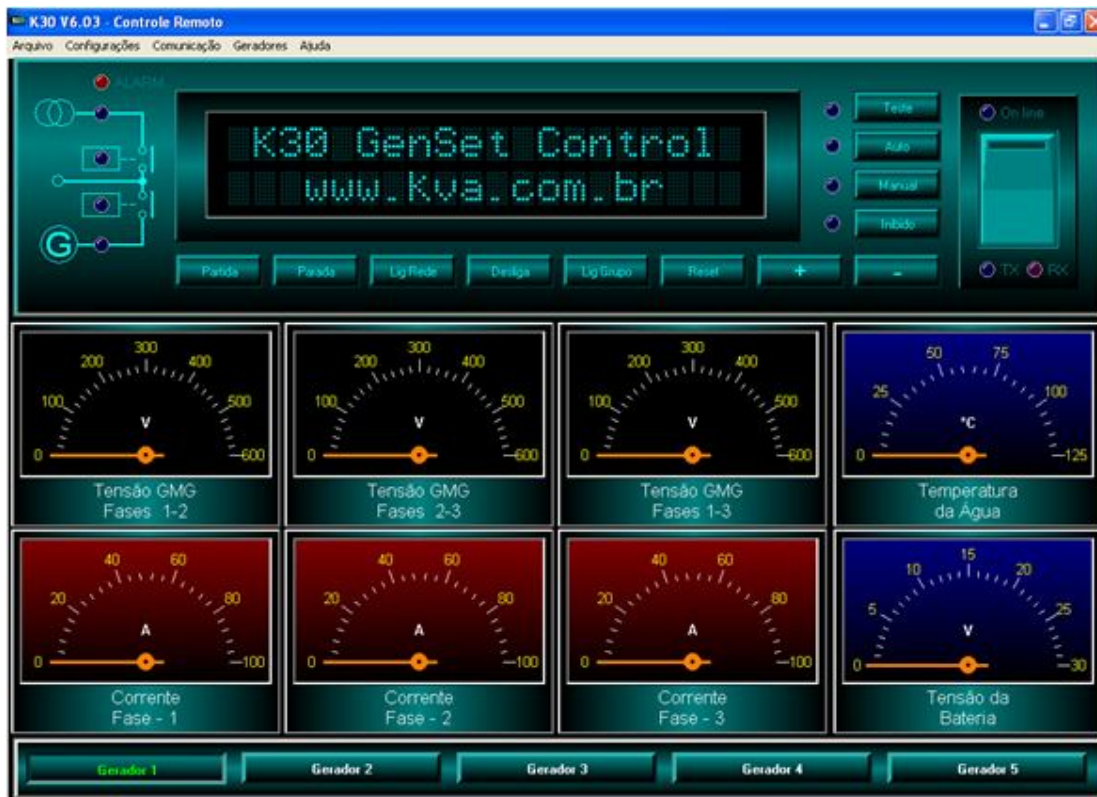 K30 V6.03 - Controle Remoto
Arquivo Configurações Comunicação Geradores Ajuda
ALARM
K30 GenSet Control
www.Kva.com.br
Teste
Auto
Manual
Inibido
On line
TX RX
G
Partida Parada Lig Rede Desliga Lig Grupo Reset + -
0 100 200 300 400 500 600
V
Tensão GMG
Fases 1-2
0 100 200 300 400 500 600
V
Tensão GMG
Fases 2-3
0 100 200 300 400 500 600
V
Tensão GMG
Fases 1-3
0 25 50 75 100 125
°C
Temperatura
da Agua
0 20 40 60 80 100
A
Corrente
Fase - 1
0 20 40 60 80 100
A
Corrente
Fase - 2
0 20 40 60 80 100
A
Corrente
Fase - 3
0 5 10 15 20 25 30
V
Tensão da
Bateria
Gerador 1 Gerador 2 Gerador 3 Gerador 4 Gerador 5